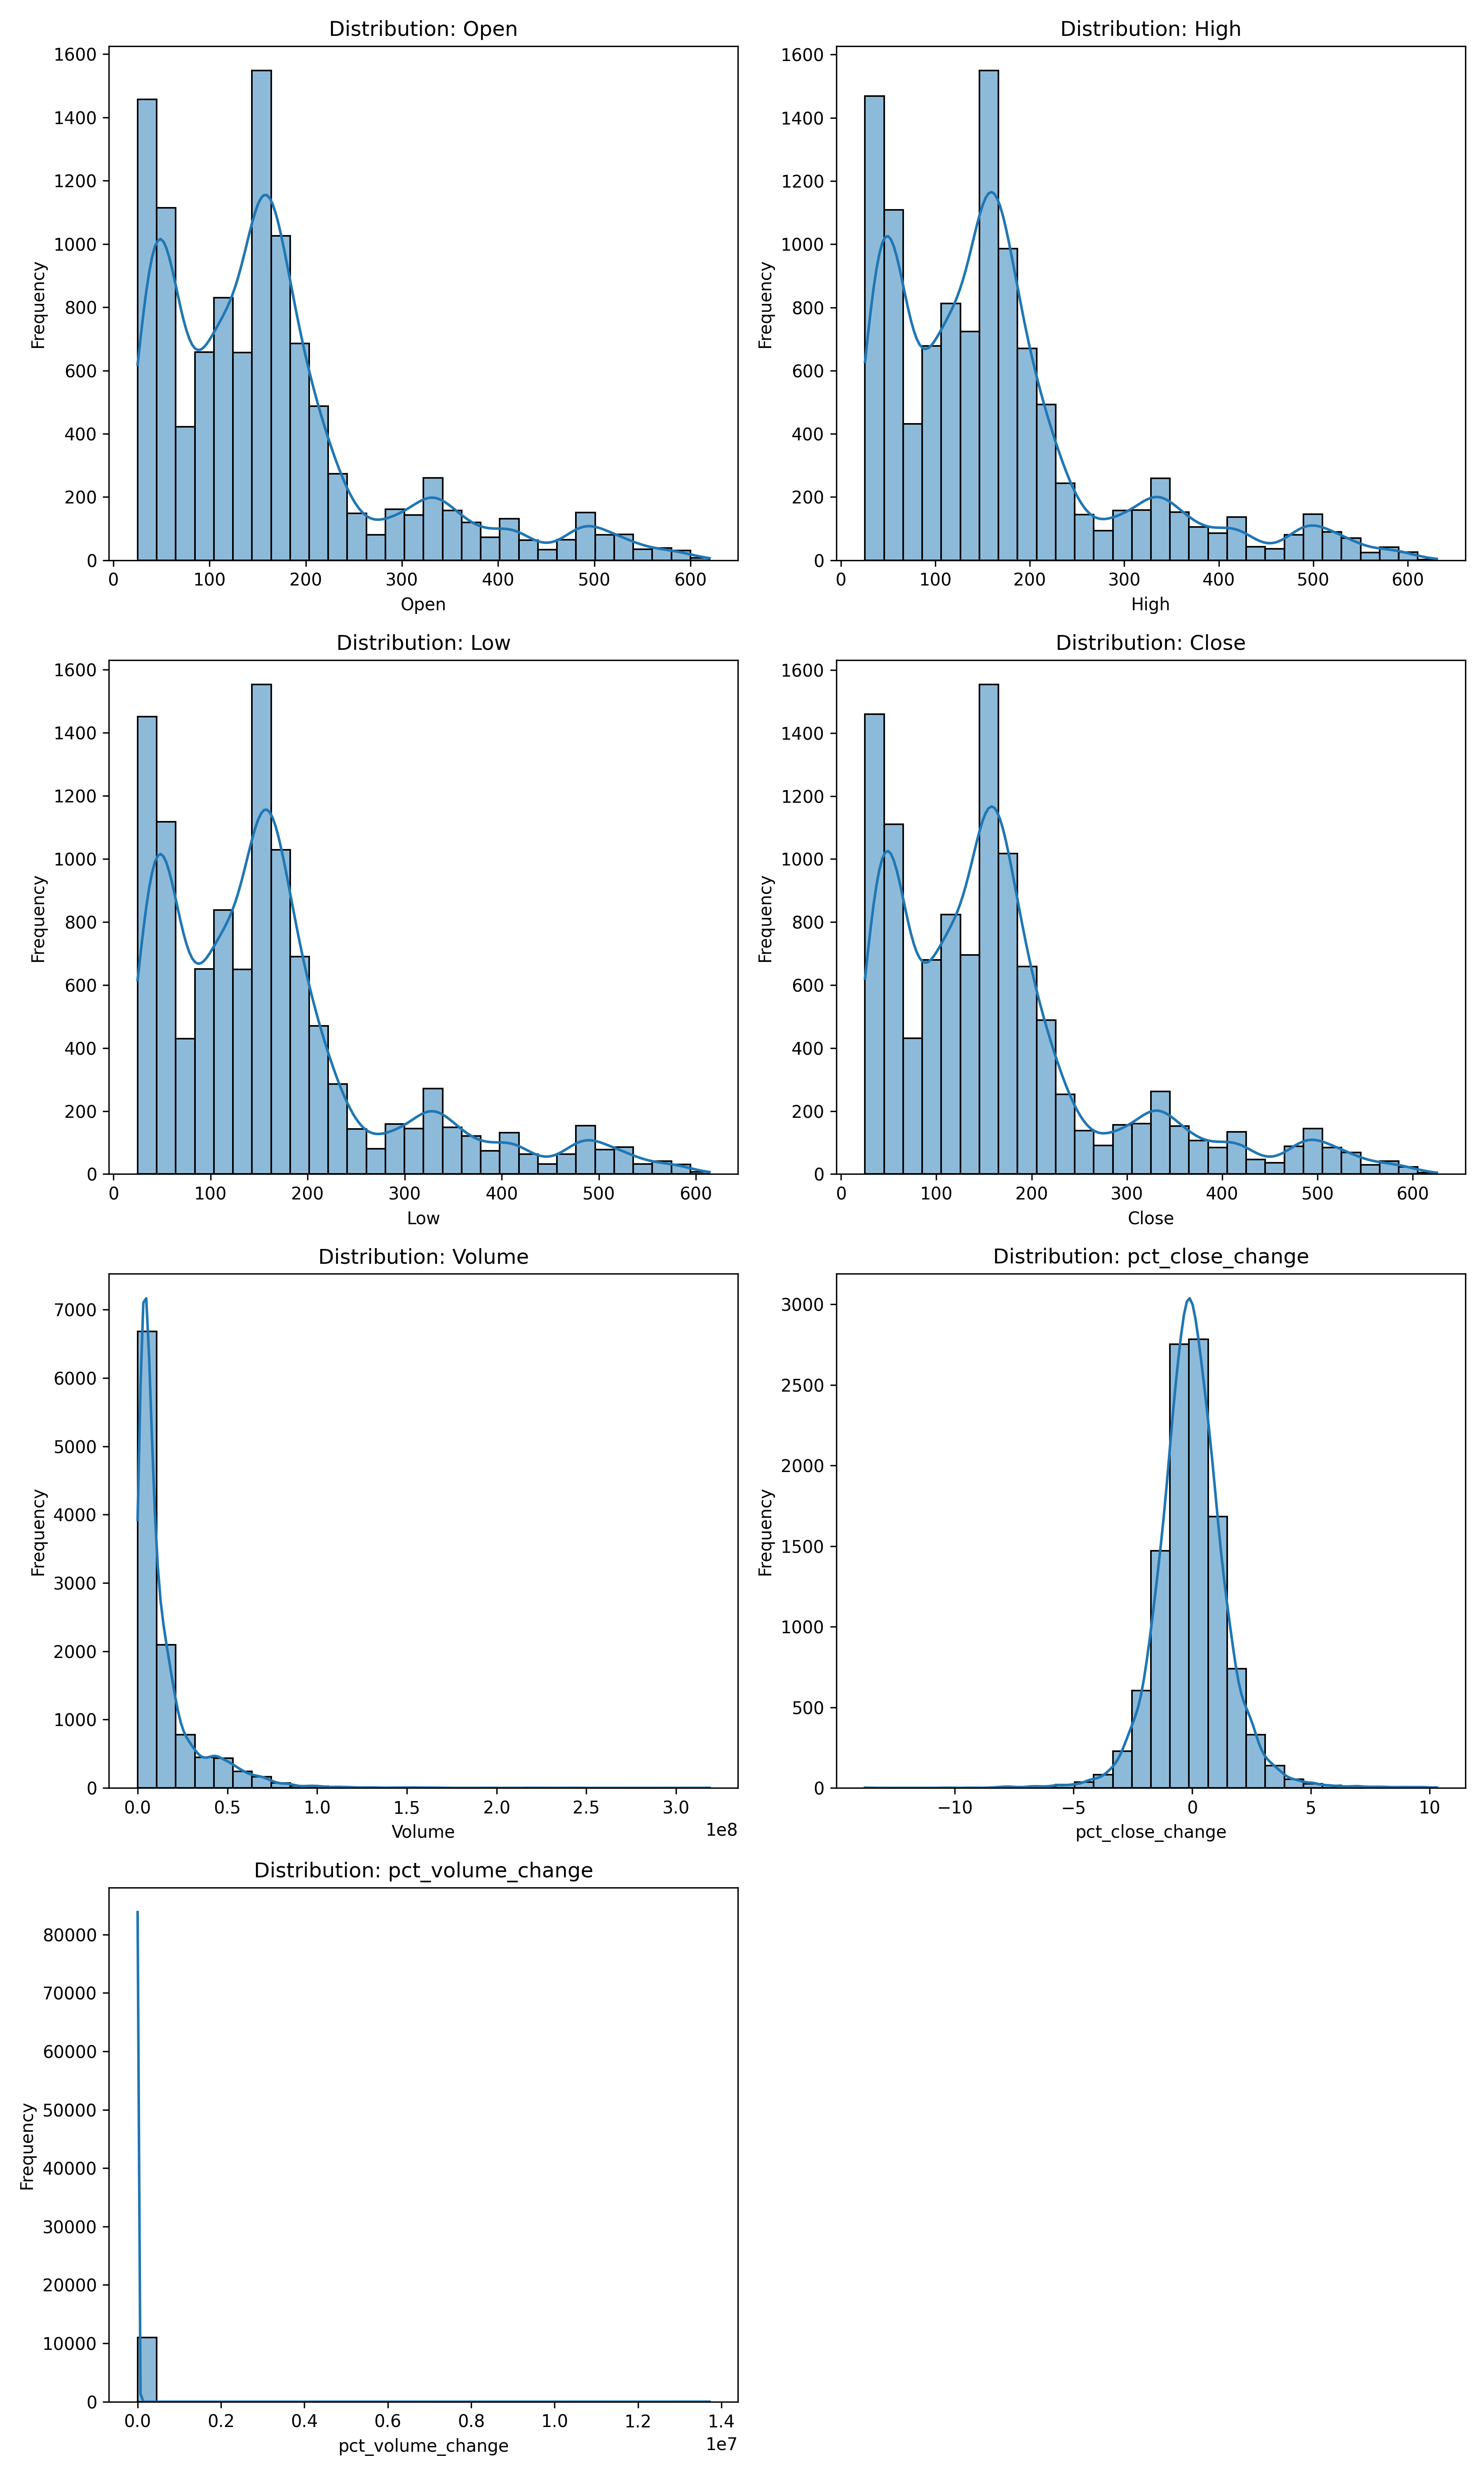 Distribution: Open
Frequency
1600
1400
1200
1000
800
600
400
200
0
0 100 200 300 400 500 600
Open
Distribution: High
Frequency
1600
1400
1200
1000
800
600
400
200
0
0 100 200 300 400 500 600
High
Distribution: Low
Frequency
1600
1400
1200
1000
800
600
400
200
0
0 100 200 300 400 500 600
Low
Distribution: Close
Frequency
1600
1400
1200
1000
800
600
400
200
0
0 100 200 300 400 500 600
Close
Distribution: Volume
Frequency
7000
6000
5000
4000
3000
2000
1000
0
0.0 0.5 1.0 1.5 2.0 2.5 3.0
Volume
1e8
Distribution: pct_close_change
Frequency
3000
2500
2000
1500
1000
500
0
−10 −5 0 5 10
pct_close_change
Distribution: pct_volume_change
Frequency
80000
70000
60000
50000
40000
30000
20000
10000
0
0.0 0.2 0.4 0.6 0.8 1.0 1.2 1.4
pct_volume_change
1e7